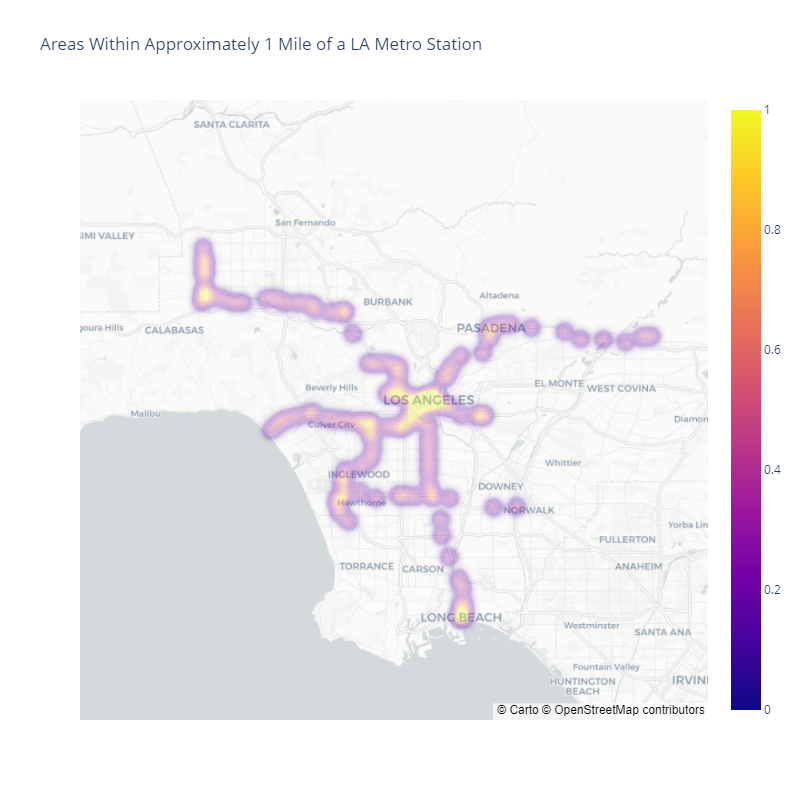 Areas Within Approximately 1 Mile of a LA Metro Station
SANTA CLARITA
San Fernando
SIMI VALLEY
Altadena
BURBANK
PASADENA
goura Hills
CALABASAS
EL MONTE
WEST COVINA
Beverly Hills
LOS ANGELES
Malibu
Culver City
Diamon
Whittier
INGLEWOOD
DOWNEY
Hawthorne
NORWALK
Yorba Lin
FULLERTON
TORRANCE
CARSON
ANAHEIM
LONG BEACH
Westminster
SANTA ANA
Fountain Valley
HUNTINGTON
BEACH
IRVIN
© Carto © OpenStreetMap contributors
1
0.8
0.6
0.4
0.2
0